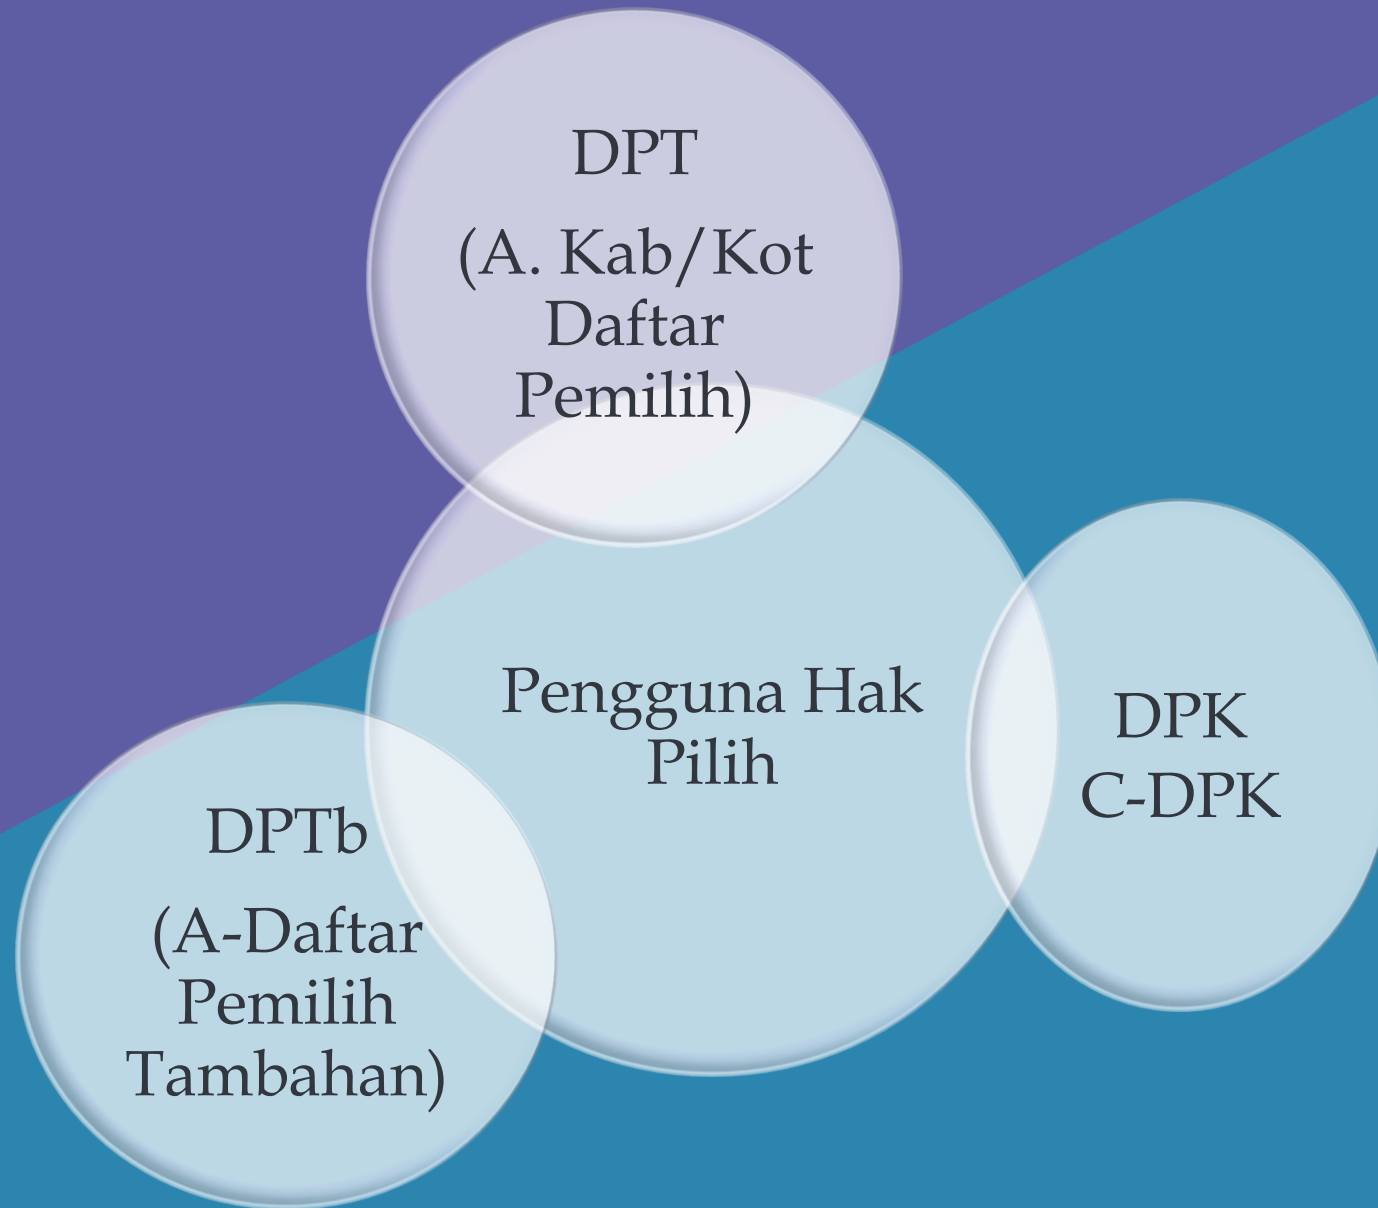 DPT
(A. Kab/Kot
Daftar
Pemilih)
Pengguna Hak
Pilih
DPK
C-DPK
DPTb
(A-Daftar
Pemilih
Tambahan)